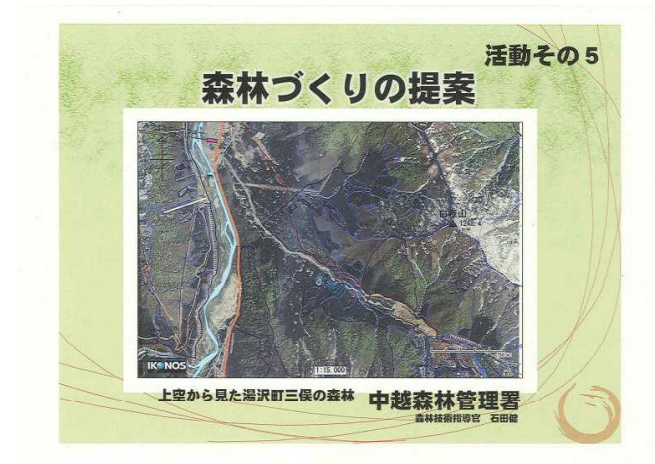 活動その5
森林づくりの提案
IKONOS
1:15,000
上空から見た湯沢町三俣の森林
中越森林管理署
森林技術指導官 石田健